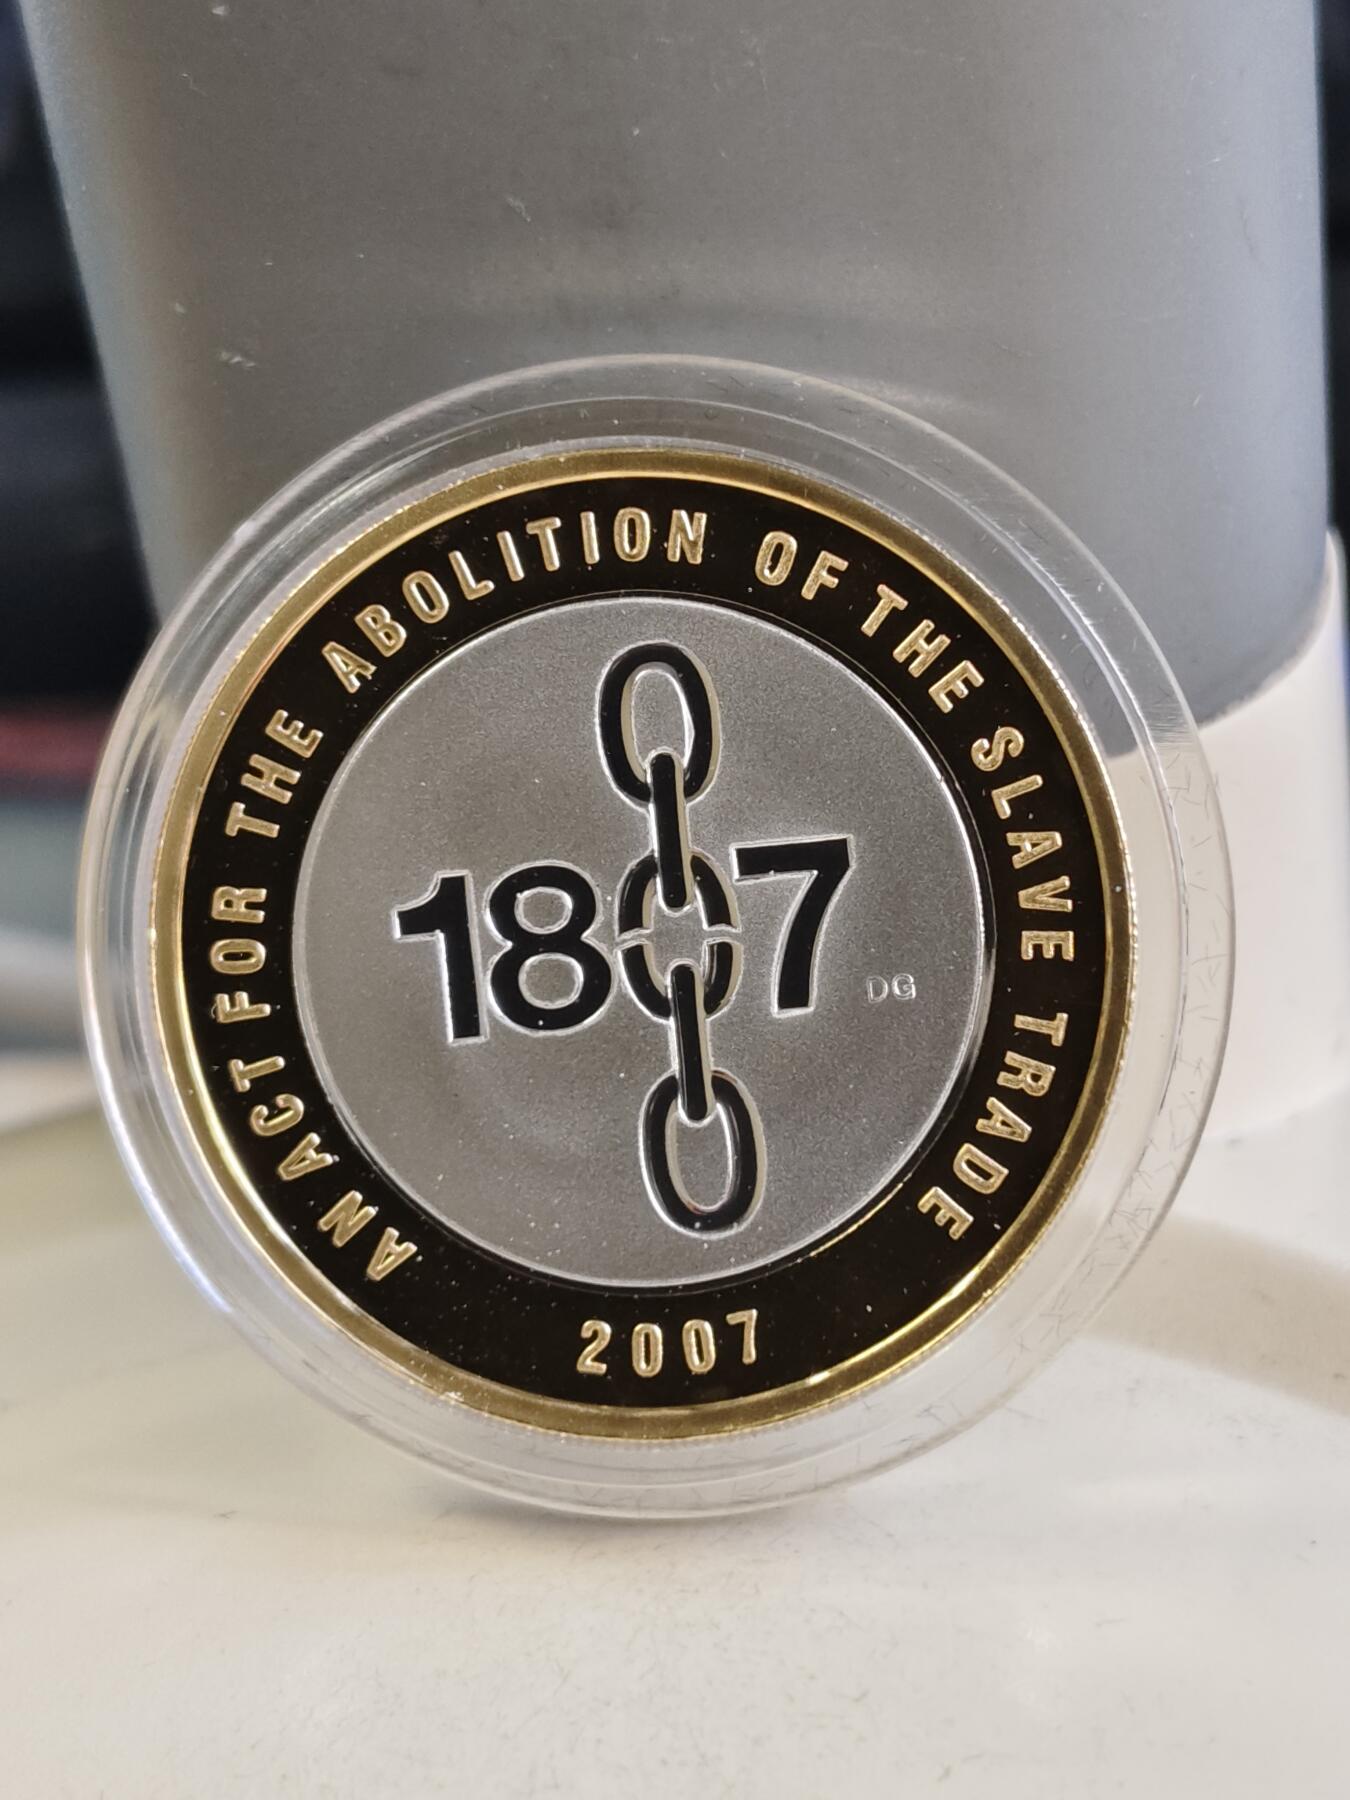 AN ACT FOR THE ABOLITION OF THE SLAVE TRADE
1807
DG
2007